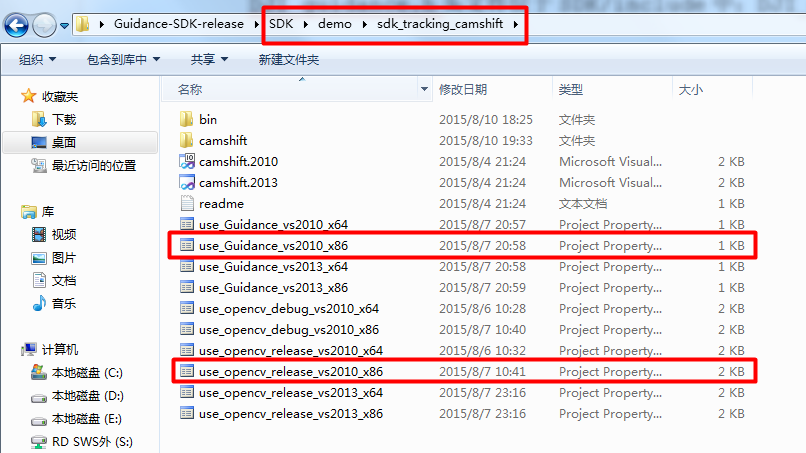 Guidance-SDK-release SDK demo sdk_tracking_camshift
组织 包含到库中 共享 新建文件夹
收藏夹
下载
桌面
最近访问的位置
库
视频
图片
文档
音乐
计算机
本地磁盘 (C:)
本地磁盘 (D:)
本地磁盘 (E:)
RD SWS外 (S:)
名称 修改日期 类型 大小
bin 2015/8/10 18:25 文件夹
camshift 2015/8/10 19:33 文件夹
camshift.2010 2015/8/4 21:24 Microsoft Visual... 2 KB
camshift.2013 2015/8/4 21:24 Microsoft Visual... 2 KB
readme 2015/8/4 21:24 文本文档 1 KB
use_Guidance_vs2010_x64 2015/8/7 20:57 Project Property... 1 KB
use_Guidance_vs2010_x86 2015/8/7 20:58 Project Property... 1 KB
use_Guidance_vs2013_x64 2015/8/7 20:58 Project Property... 1 KB
use_Guidance_vs2013_x86 2015/8/7 20:59 Project Property... 1 KB
use_opencv_debug_vs2010_x64 2015/8/6 10:28 Project Property... 2 KB
use_opencv_debug_vs2010_x86 2015/8/7 10:40 Project Property... 2 KB
use_opencv_release_vs2010_x64 2015/8/6 10:32 Project Property... 2 KB
use_opencv_release_vs2010_x86 2015/8/7 10:41 Project Property... 2 KB
use_opencv_release_vs2013_x64 2015/8/7 23:16 Project Property... 2 KB
use_opencv_release_vs2013_x86 2015/8/7 23:16 Project Property... 2 KB